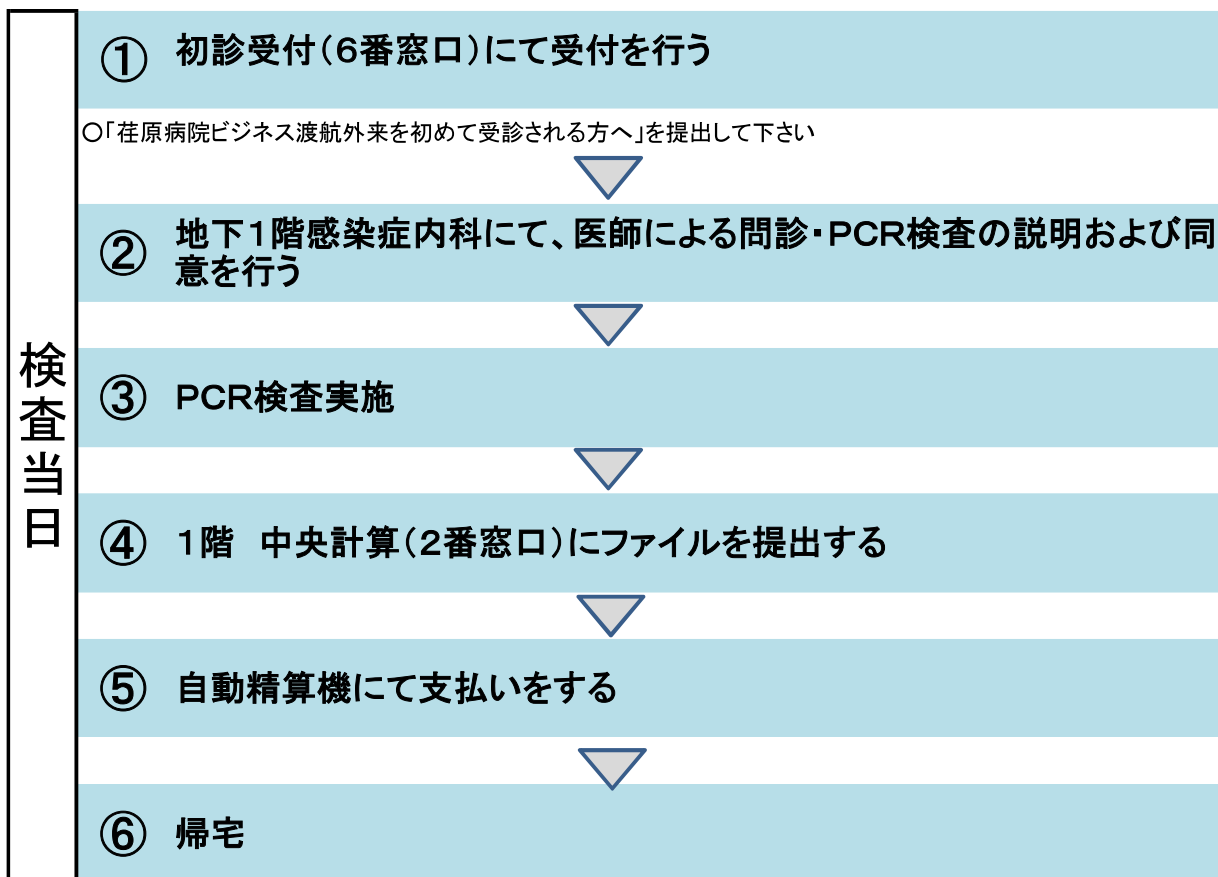 検査当日
① 初診受付(6番窓口)にて受付を行う
○「荏原病院ビジネス渡航外来を初めて受診される方へ」を提出して下さい
② 地下1階感染症内科にて、医師による問診・PCR検査の説明および同
意を行う
③ PCR検査実施
④ 1階 中央計算(2番窓口)にファイルを提出する
⑤ 自動精算機にて支払いをする
⑥ 帰宅